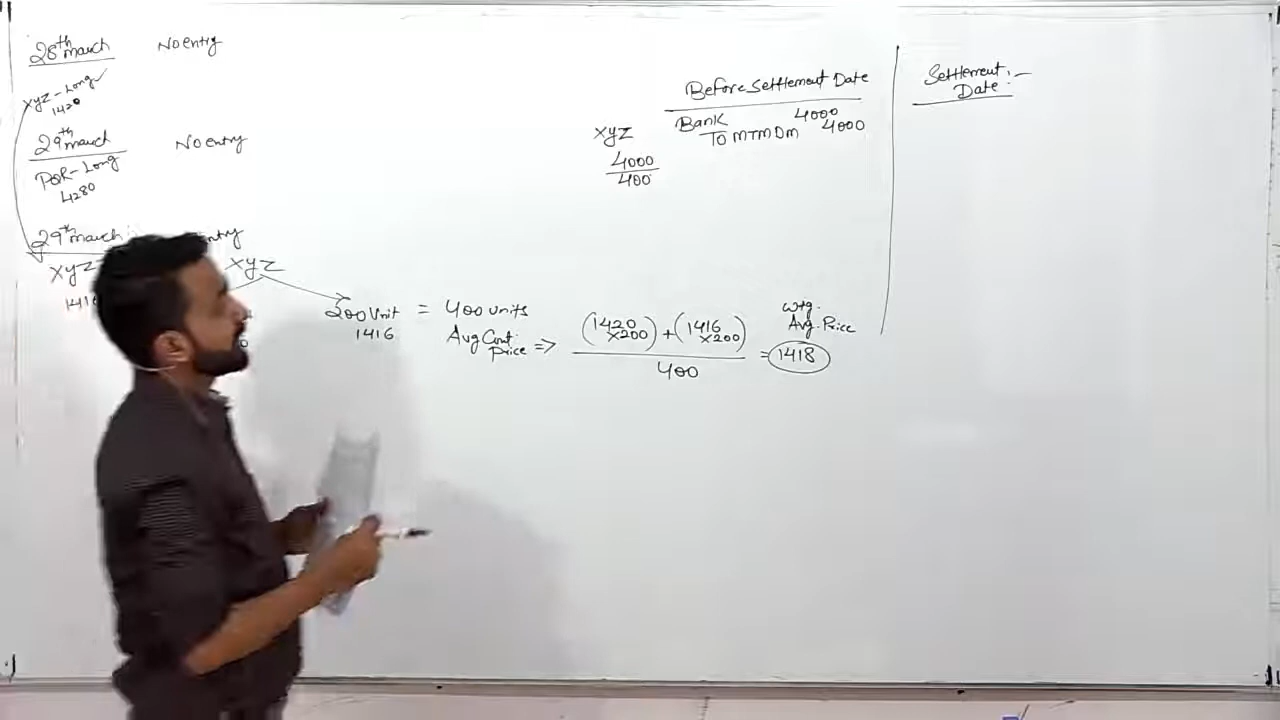 28th march No entry
xyz - Long ✓
1420
29th march No entry
PQR - Long
4280
29th march
xyz
xyz
200 Unit = 400 units
1416
Avg Cont. Price =>
(1420 x200) + (1416 x200)
400
= 1418
wtg. Avg. Price
Before Settlement Date
Bank 4000
To MTMDM 4000
xyz
4000
400
Settlement Date :-